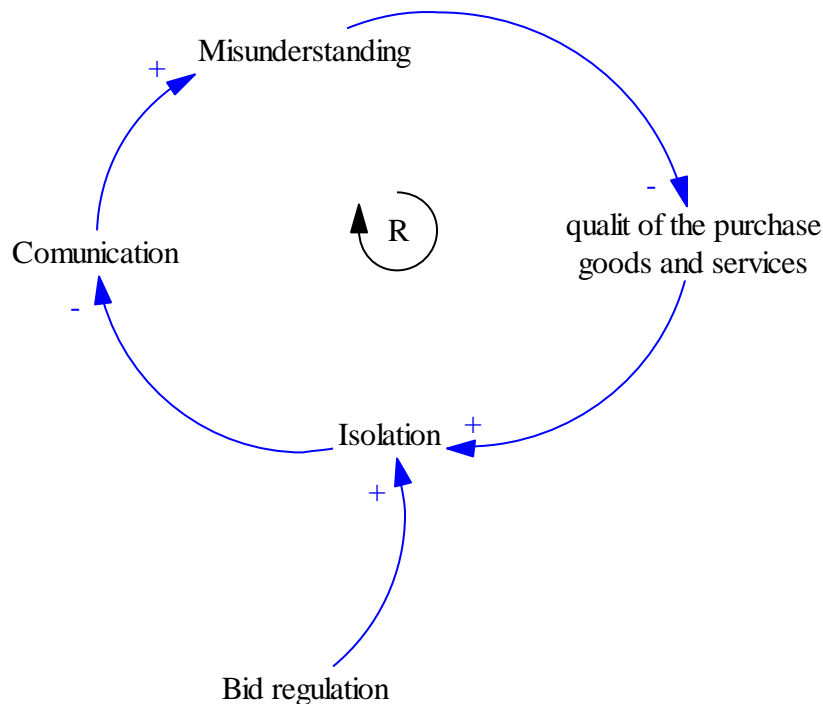 Misunderstanding
+
-
R
qualit of the purchase
goods and services
Comunication
-
Isolation
+
+
Bid regulation